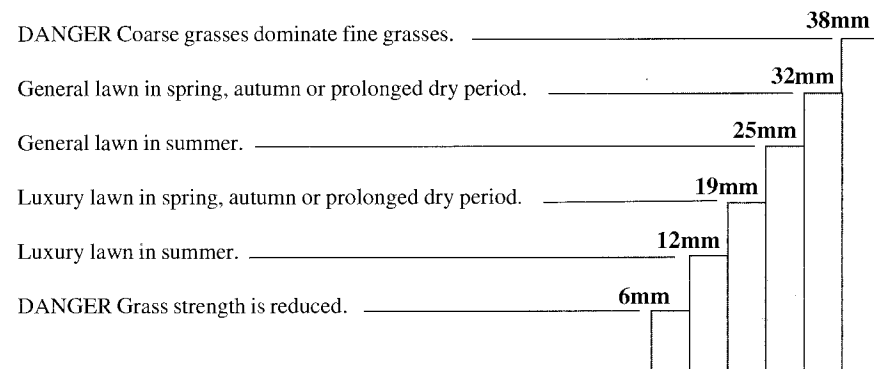 38mm
DANGER Coarse grasses dominate fine grasses.
32mm
General lawn in spring, autumn or prolonged dry period.
25mm
General lawn in summer.
19mm
Luxury lawn in spring, autumn or prolonged dry period.
12mm
Luxury lawn in summer.
6mm
DANGER Grass strength is reduced.